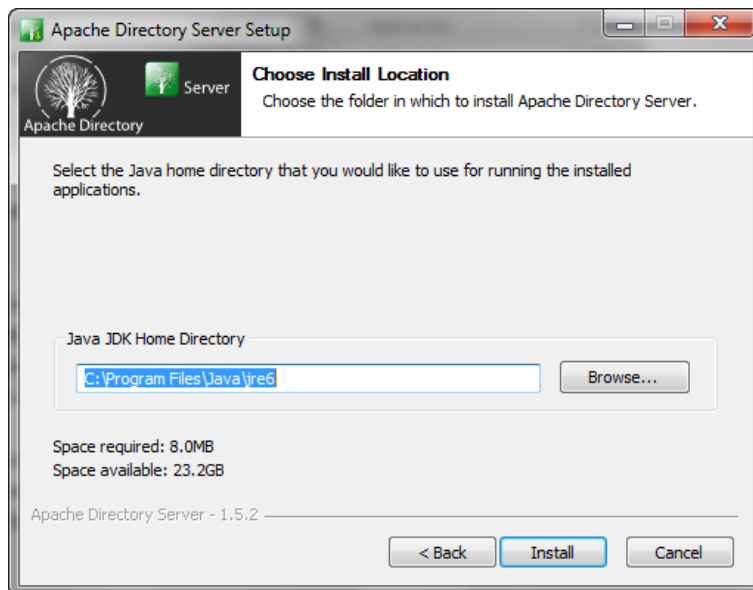 Apache Directory Server Setup
Server
Apache Directory
Choose Install Location
Choose the folder in which to install Apache Directory Server.
Select the Java home directory that you would like to use for running the installed
applications.
Java JDK Home Directory
C:\Program Files\Java\jre6
Browse...
Space required: 8.0MB
Space available: 23.2GB
Apache Directory Server - 1.5.2
< Back
Install
Cancel